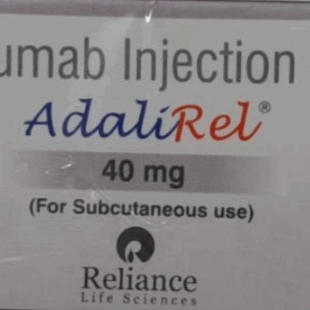 umab Injection
AdaliRel®
40 mg
(For Subcutaneous use)
Reliance
Life Sciences